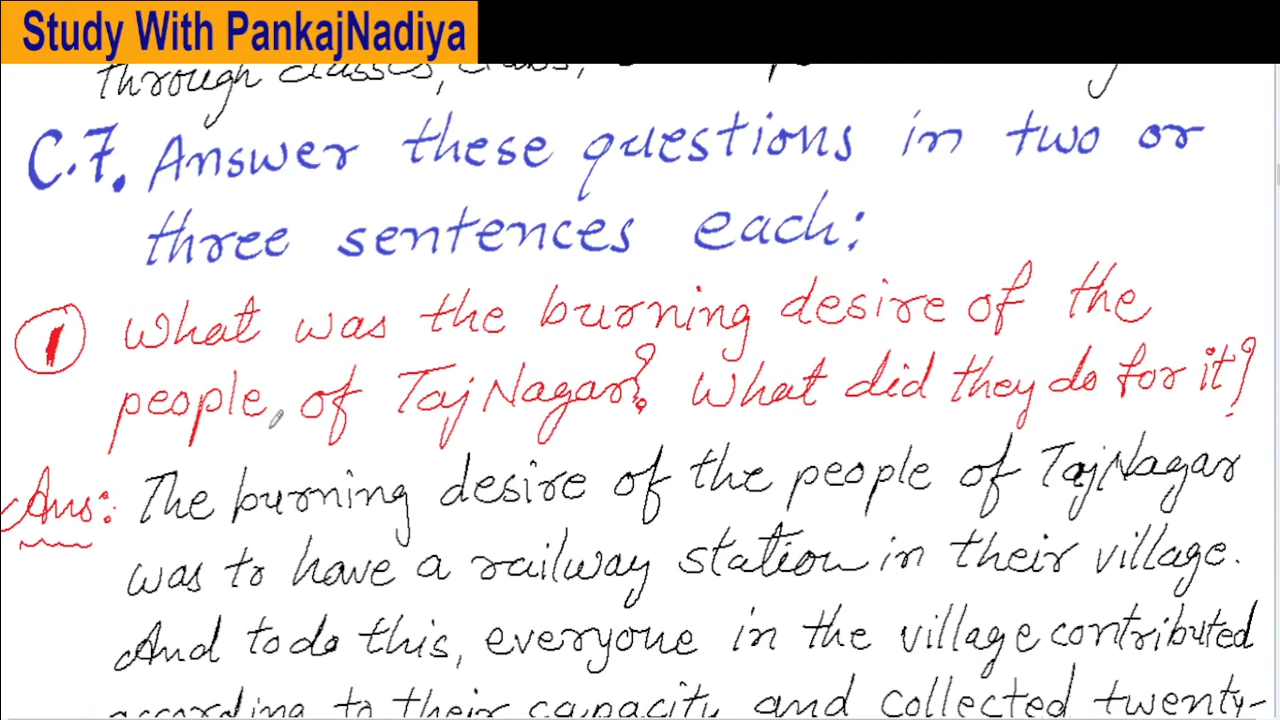 Study With PankajNadiya
through classes,
C.7. Answer these questions in two or
three sentences each:
1 What was the burning desire of the
people, of TajNagar? What did they do for it?
Ans: The burning desire of the people of TajNagar
was to have a railway station in their village.
And to do this, everyone in the village contributed
according to their capacity and collected twenty-